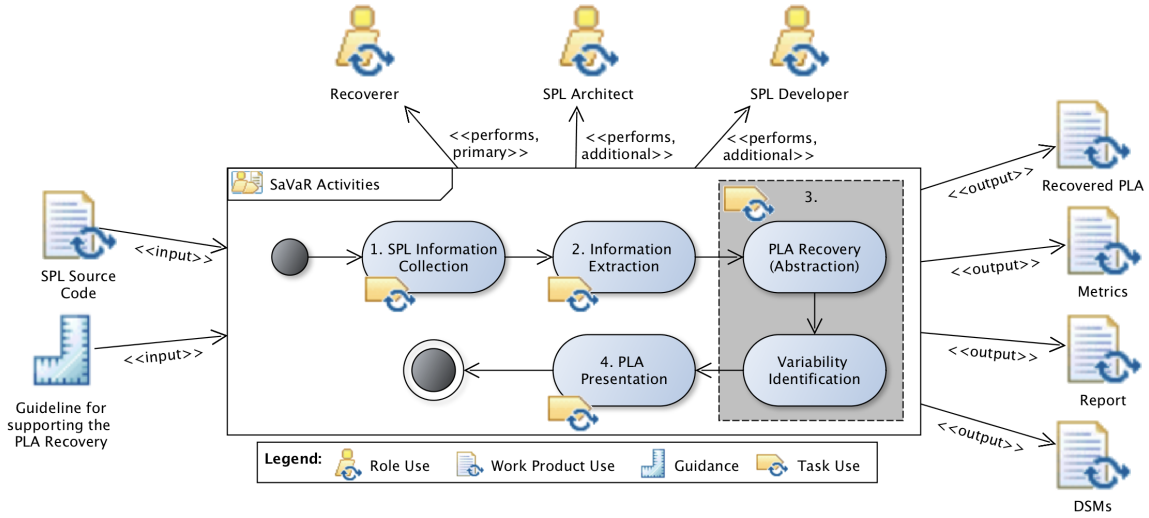 Recoverer
SPL Architect
SPL Developer
<<performs,
primary>>
<<performs,
additional>>
<<performs,
additional>>
SaVaR Activities
SPL Source
Code
<<input>>
Guideline for
supporting the
PLA Recovery
<<input>>
1. SPL Information
Collection
2. Information
Extraction
3.
PLA Recovery
(Abstraction)
Variability
Identification
4. PLA
Presentation
<<output>>
Recovered PLA
<<output>>
Metrics
<<output>>
Report
<<output>>
DSMs
Legend:
Role Use
Work Product Use
Guidance
Task Use